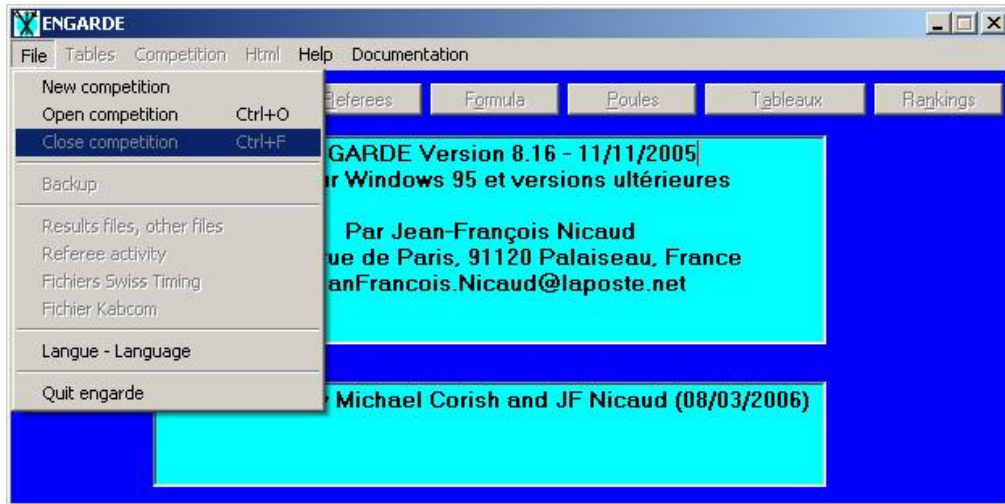 ENGARDE
File Tables Competition Html Help Documentation
New competition
Open competition Ctrl+O
Close competition Ctrl+F
Backup
Results files, other files
Referee activity
Fichiers Swiss Timing
Fichier Kabcom
Langue - Language
Quit engarde
Referees Formula Poules Tableaux Rankings
GARDE Version 8.16 - 11/11/2005
r Windows 95 et versions ultérieures
Par Jean-François Nicaud
ue de Paris, 91120 Palaiseau, France
anFrancois.Nicaud@laposte.net
Michael Corish and JF Nicaud (08/03/2006)